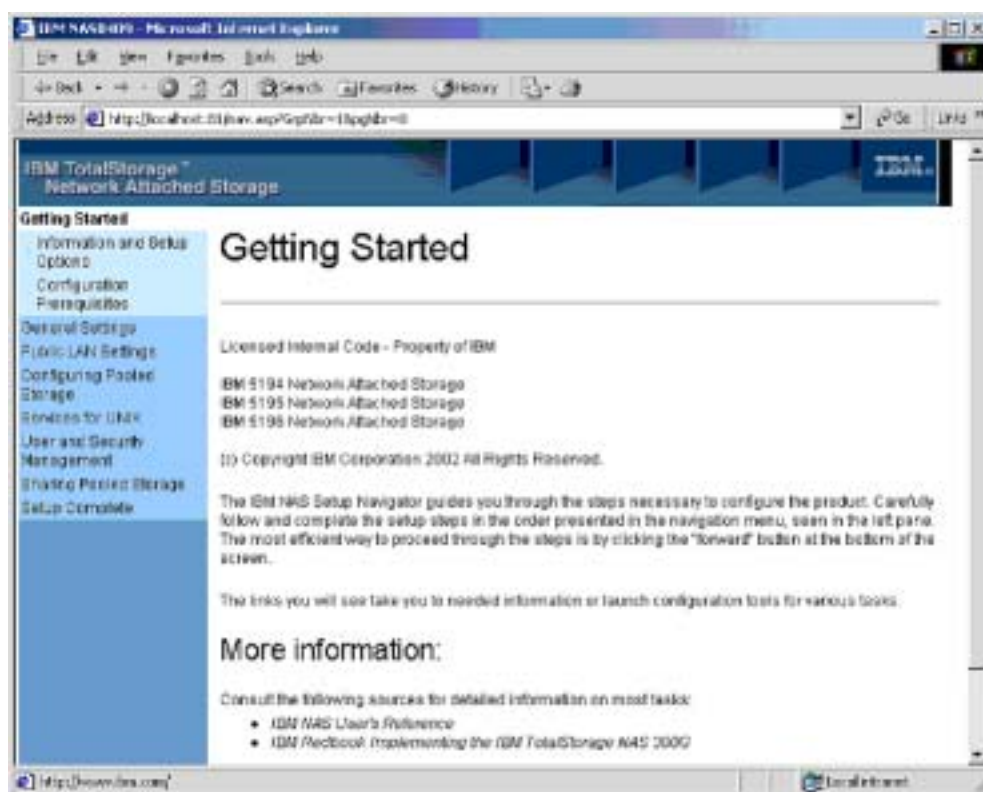 Microsoft Internet Explorer
File Edit View Favorites Tools Help
Back Search Favorites History
Address Go Links
IBM TotalStorage™
Network Attached Storage
IBM
Getting Started
Information and Setup
Options
Configuration
Prerequisites
General Settings
Public LAN Settings
Configuring Pooled
Storage
Services for UNIX
User and Security
Management
Sharing Pooled Storage
Setup Complete
Getting Started
Licensed Internal Code - Property of IBM
IBM 5194 Network Attached Storage
IBM 5195 Network Attached Storage
IBM 5196 Network Attached Storage
(c) Copyright IBM Corporation 2002 All Rights Reserved.
The IBM NAS Setup Navigator guides you through the steps necessary to configure the product. Carefully
follow and complete the setup steps in the order presented in the navigation menu, seen in the left pane.
The most efficient way to proceed through the steps is by clicking the "forward" button at the bottom of the
screen.
The links you will see take you to needed information or launch configuration tools for various tasks.
More information:
Consult the following sources for detailed information on most tasks:
• IBM NAS User's Reference
• IBM Redbook Implementing the IBM TotalStorage NAS 300G
http://www.ibm.com/
Local intranet